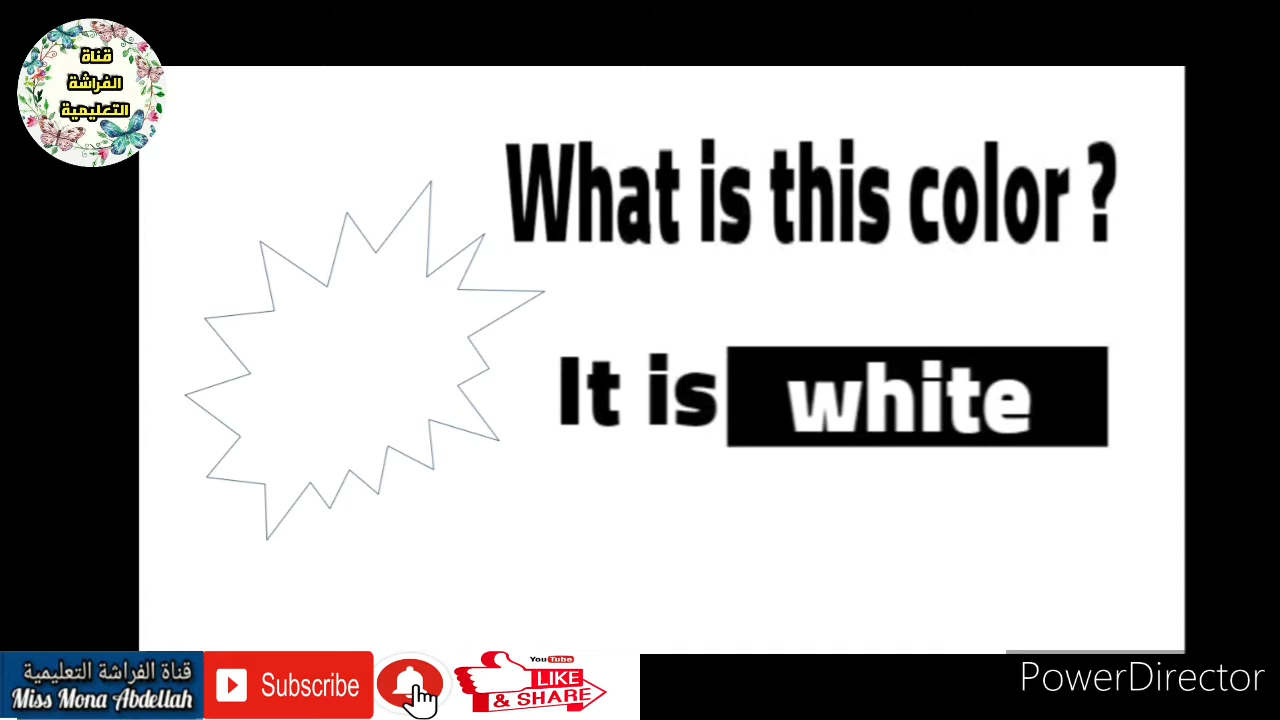 قناة
الفراشة
التعليمية
What is this color ?
It is white
قناة الفراشة التعليمية
Miss Mona Abdellah
Subscribe
YouTube
LIKE
& SHARE
PowerDirector